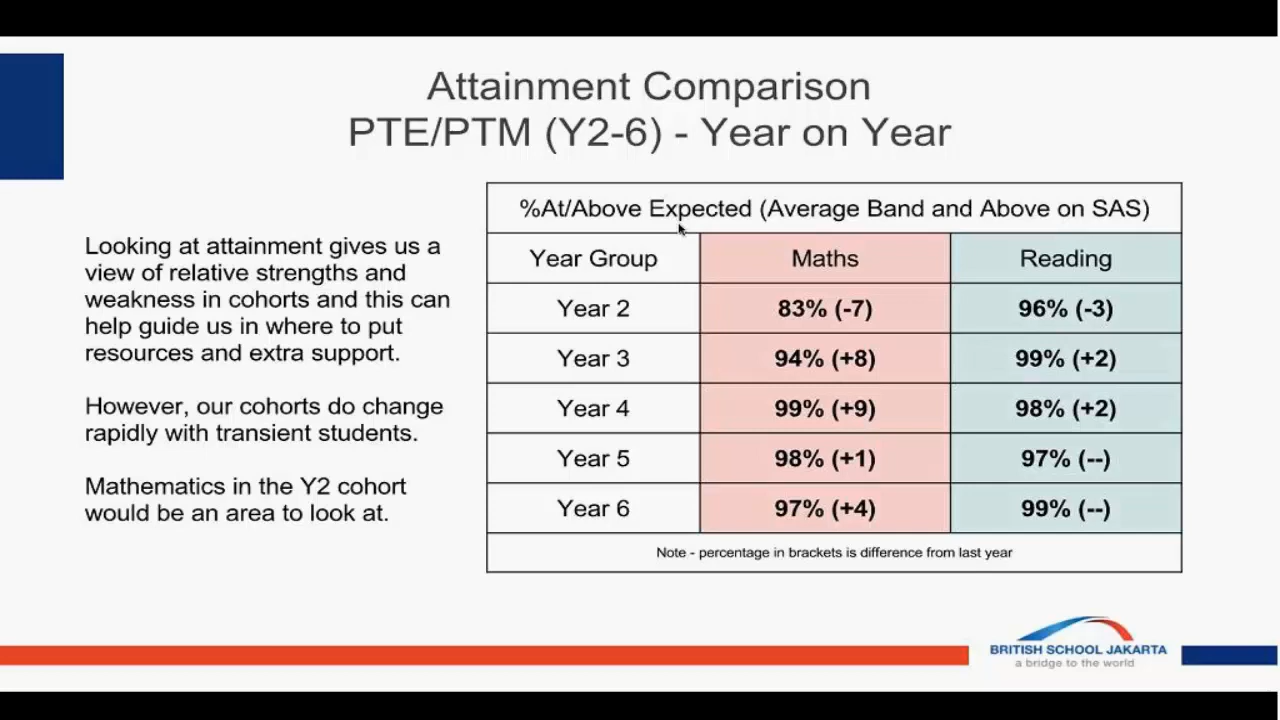 Attainment Comparison
PTE/PTM (Y2-6) - Year on Year
Looking at attainment gives us a
view of relative strengths and
weakness in cohorts and this can
help guide us in where to put
resources and extra support.
However, our cohorts do change
rapidly with transient students.
Mathematics in the Y2 cohort
would be an area to look at.
%At/Above Expected (Average Band and Above on SAS)
Year Group Maths Reading
Year 2 83% (-7) 96% (-3)
Year 3 94% (+8) 99% (+2)
Year 4 99% (+9) 98% (+2)
Year 5 98% (+1) 97% (--)
Year 6 97% (+4) 99% (--)
Note - percentage in brackets is difference from last year
BRITISH SCHOOL JAKARTA
a bridge to the world